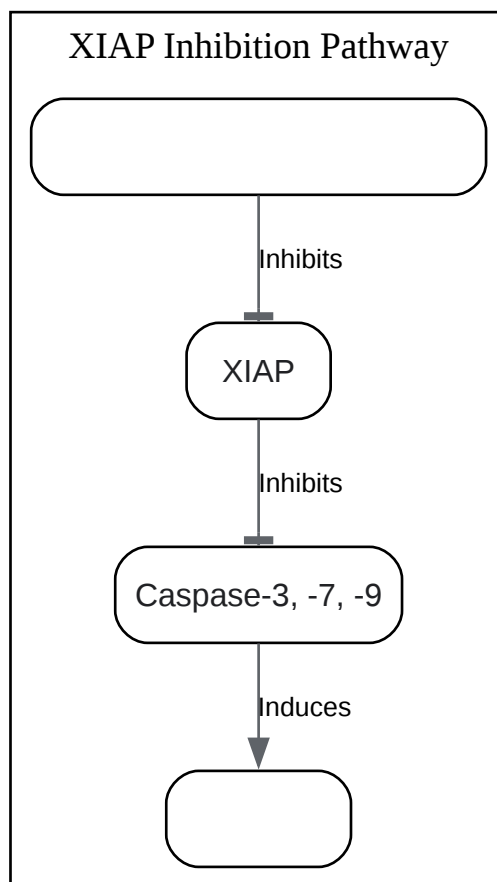 XIAP Inhibition Pathway
Inhibits
XIAP
Inhibits
Caspase-3, -7, -9
Induces